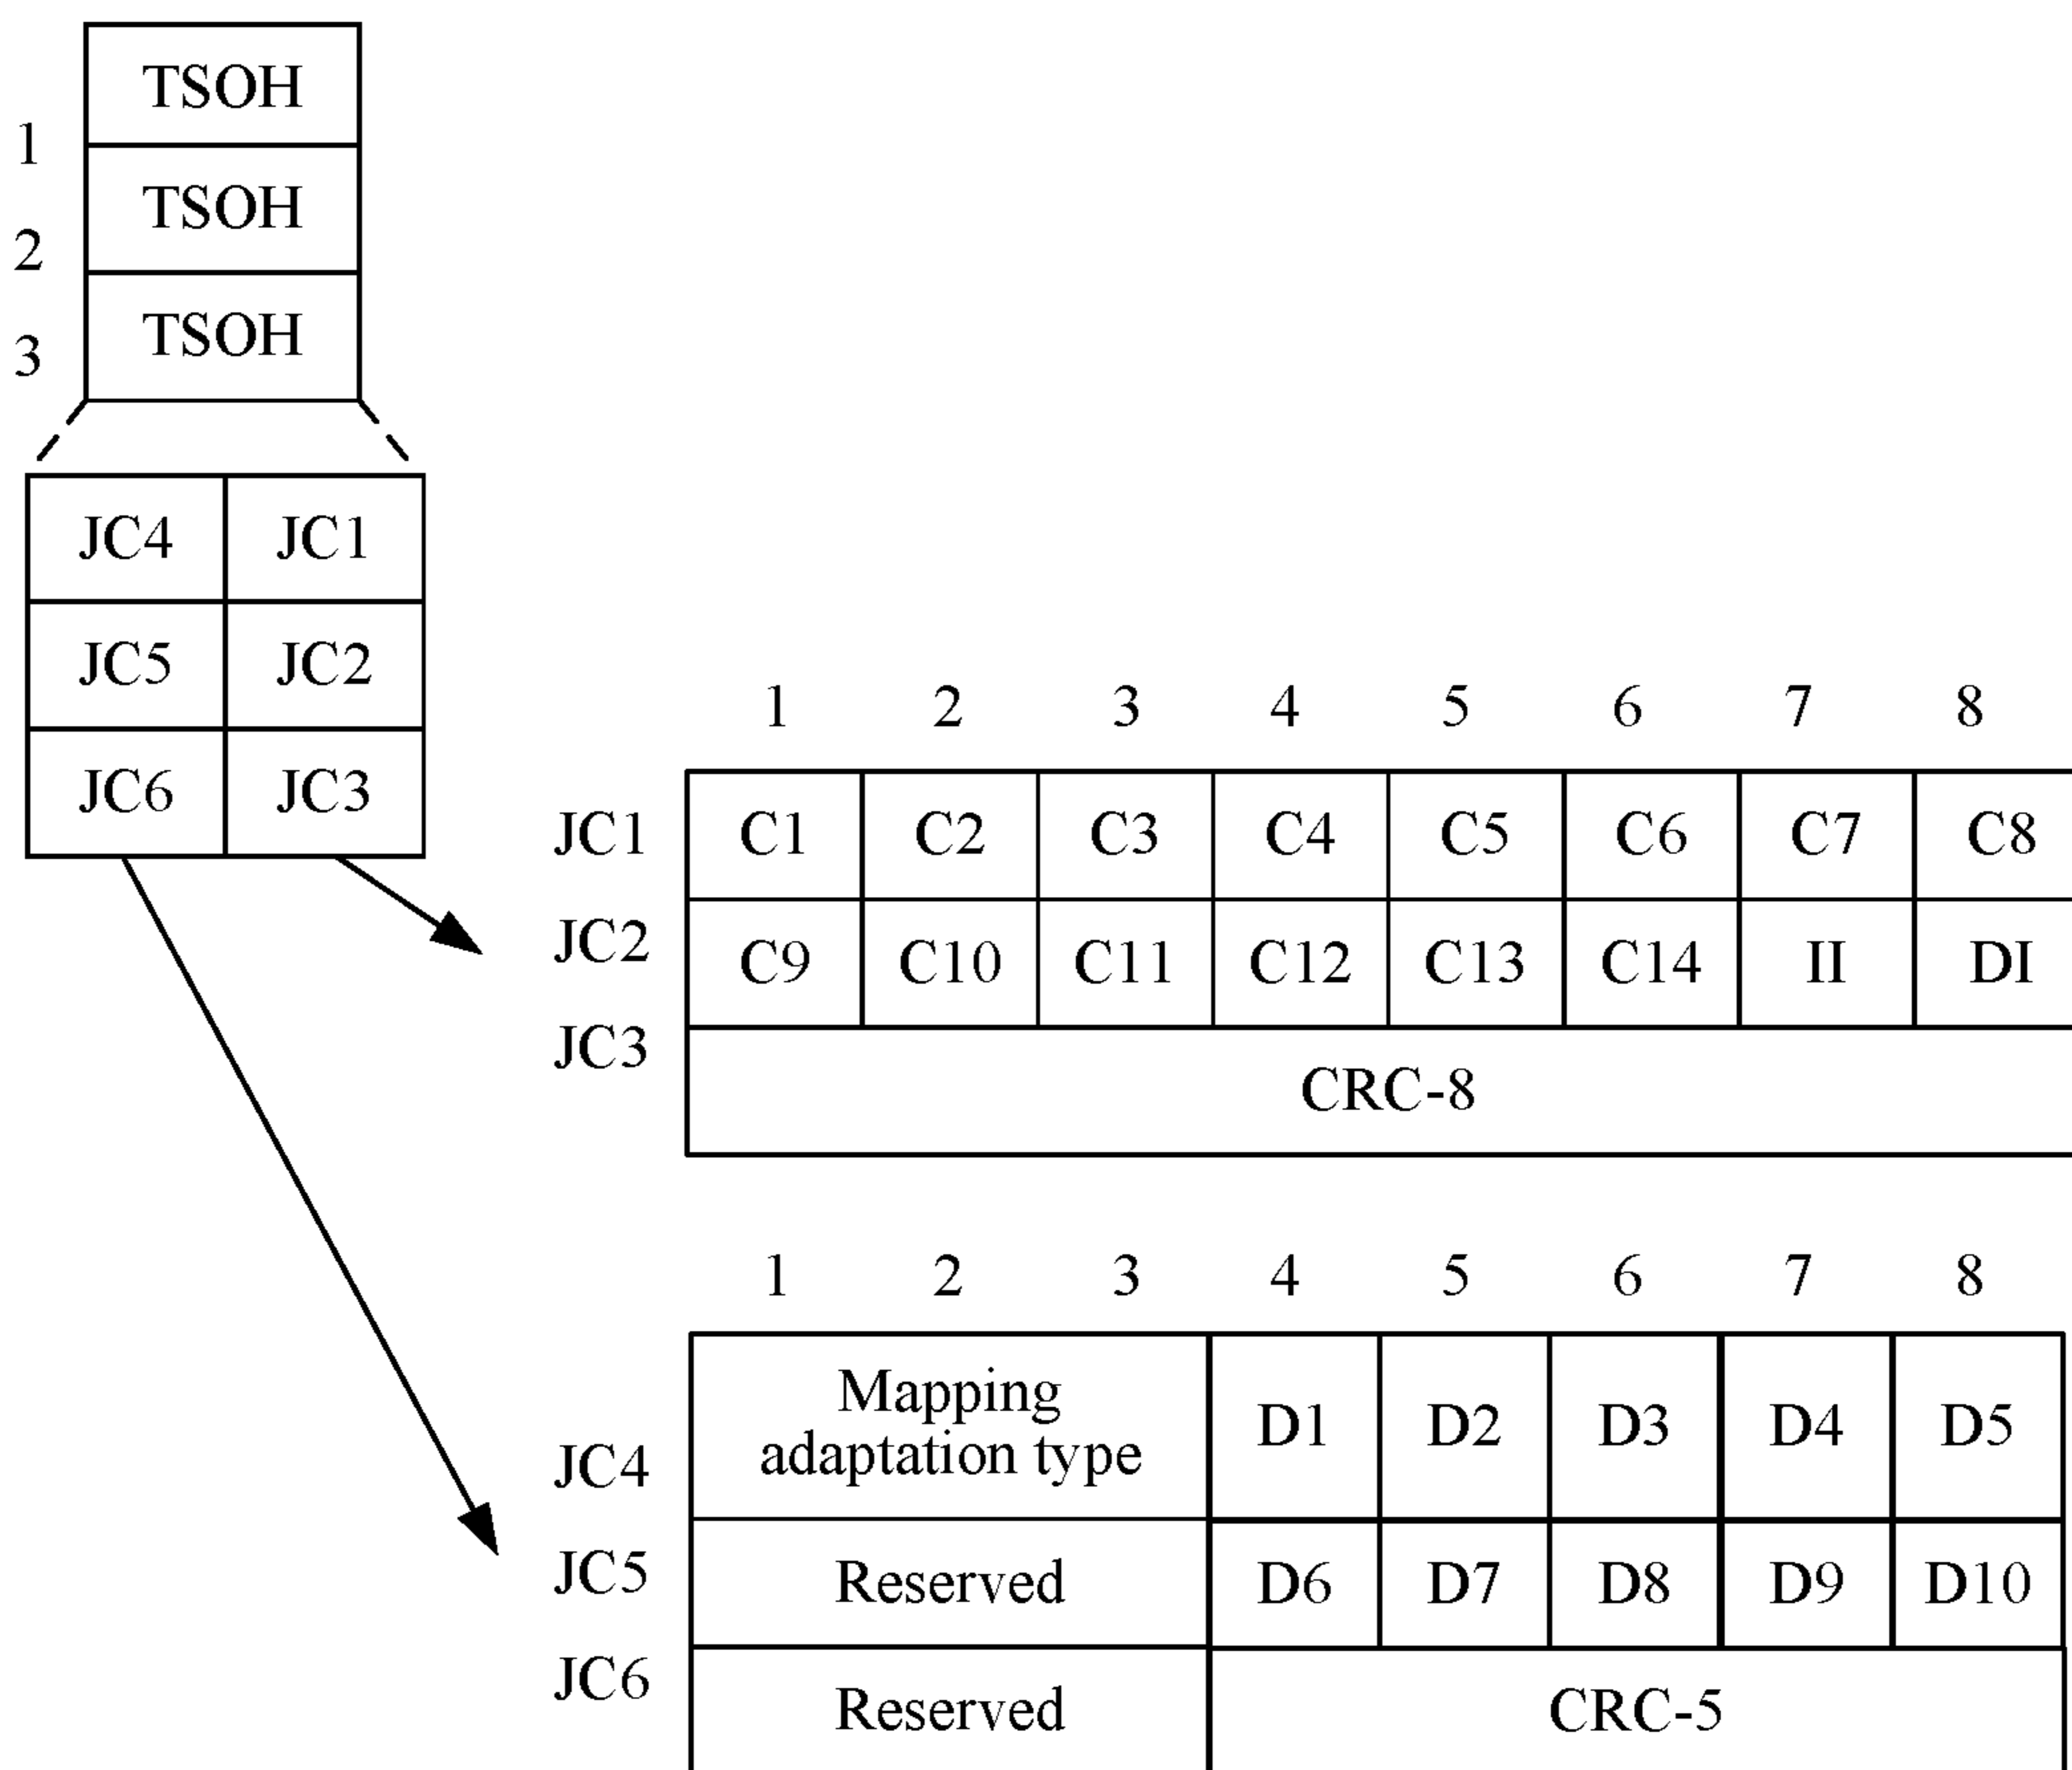 TSOH
1
TSOH
2
TSOH
3
JC4 JC1
JC5 JC2
JC6 JC3
1 2 3 4 5 6 7 8
JC1 C1 C2 C3 C4 C5 C6 C7 C8
JC2 C9 C10 C11 C12 C13 C14 II DI
JC3 CRC-8
1 2 3 4 5 6 7 8
Mapping
adaptation type D1 D2 D3 D4 D5
JC4
JC5 Reserved D6 D7 D8 D9 D10
JC6 Reserved CRC-5